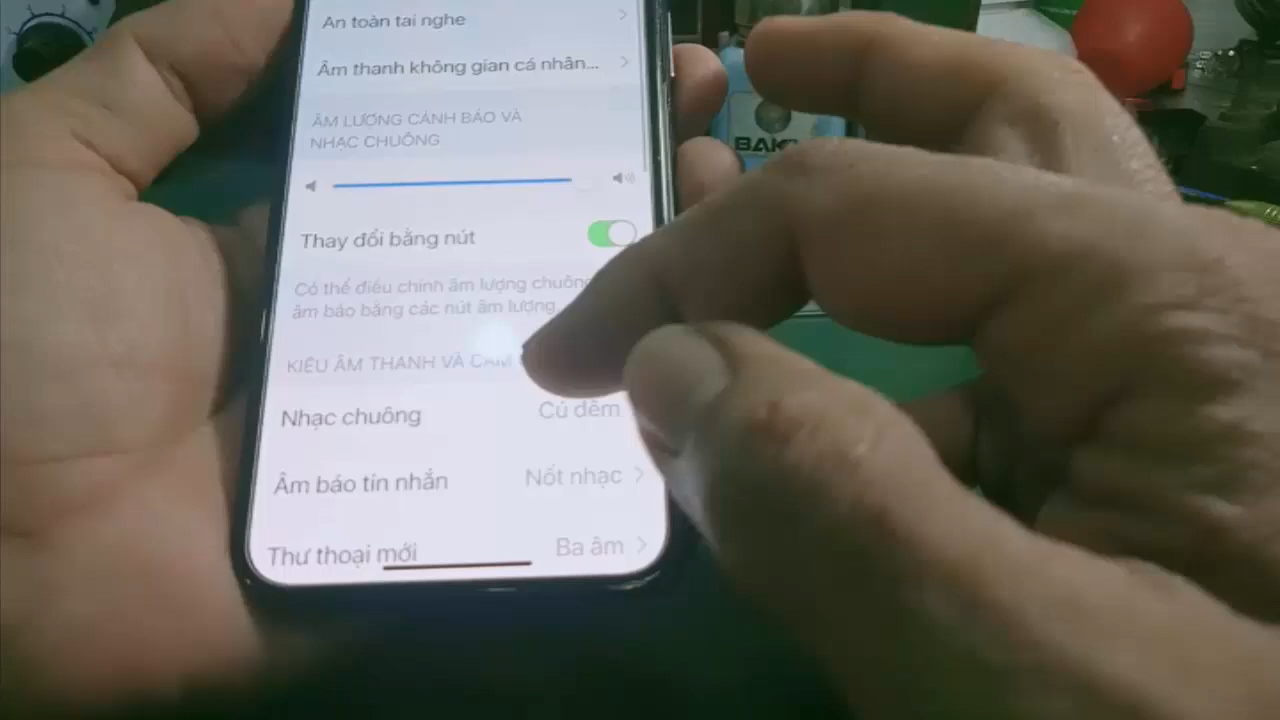 An toàn tai nghe
Âm thanh không gian cá nhân...
ÂM LƯỢNG CẢNH BÁO VÀ
NHẠC CHUÔNG
Thay đổi bằng nút
Có thể điều chỉnh âm lượng chuông
âm báo bằng các nút âm lượng.
KIỂU ÂM THANH VÀ
Nhạc chuông
Cú đêm
Âm báo tin nhắn
Nốt nhạc
Thư thoại mới
Ba âm